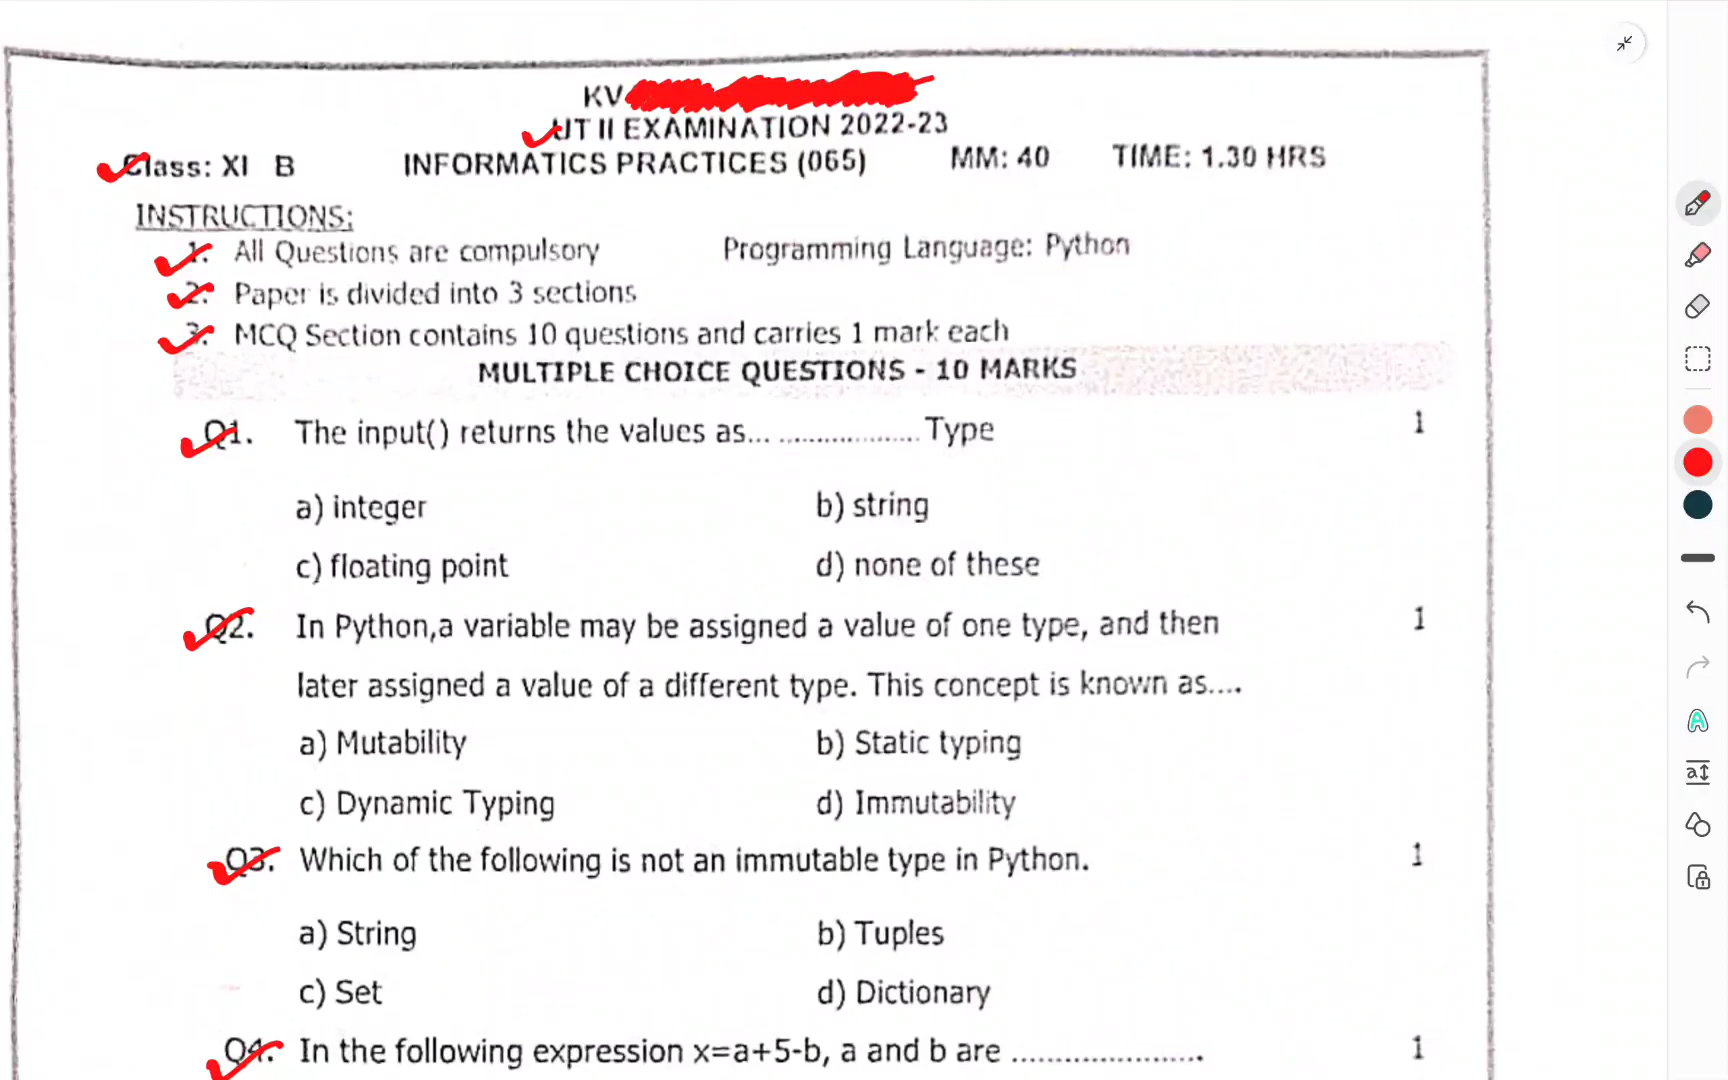 KV
UT II EXAMINATION 2022-23
Class: XI B INFORMATICS PRACTICES (065) MM: 40 TIME: 1.30 HRS
INSTRUCTIONS:
1. All Questions are compulsory Programming Language: Python
2. Paper is divided into 3 sections
3. MCQ Section contains 10 questions and carries 1 mark each
MULTIPLE CHOICE QUESTIONS - 10 MARKS
Q1. The input() returns the values as... .................. Type 1
a) integer b) string
c) floating point d) none of these
Q2. In Python,a variable may be assigned a value of one type, and then 1
later assigned a value of a different type. This concept is known as....
a) Mutability b) Static typing
c) Dynamic Typing d) Immutability
Q3. Which of the following is not an immutable type in Python. 1
a) String b) Tuples
c) Set d) Dictionary
Q4. In the following expression x=a+5-b, a and b are ........................ 1